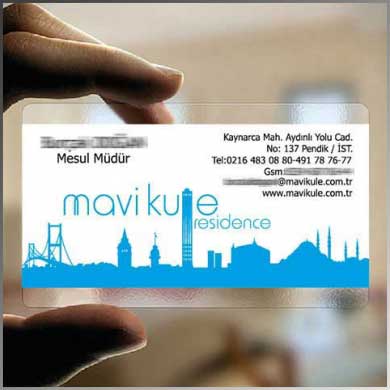 Mesul Müdür
Kaynarca Mah. Aydınlı Yolu Cad.
No: 137 Pendik / İST.
Tel:0216 483 08 80-491 78 76-77
Gsm:
@mavikule.com.tr
www.mavikule.com.tr
mavi kule
residence